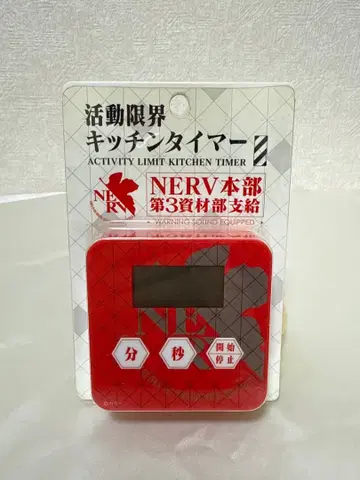 活動限界
キッチンタイマー
ACTIVITY LIMIT KITCHEN TIMER
NERV
NERV本部
第3資材部支給
WARNING SOUND EQUIPPED
NERV
分
秒
開始
停止